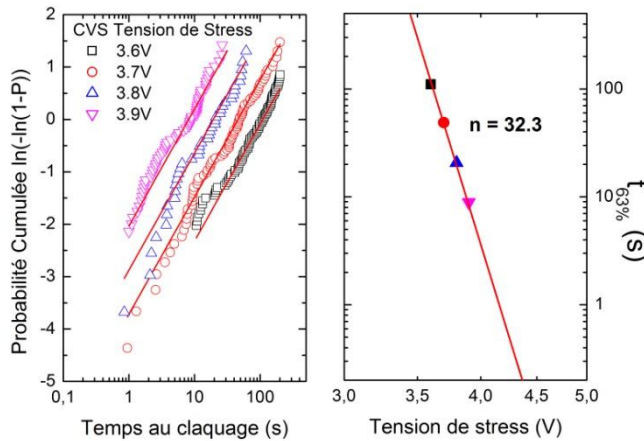 CVS Tension de Stress
3.6V
3.7V
3.8V
3.9V
Probabilité Cumulée ln(-ln(1-P))
2
1
0
-1
-2
-3
-4
-5
0,1
1
10
100
Temps au claquage (s)
n = 32.3
100
10
1
t63% (s)
3,0
3,5
4,0
4,5
5,0
Tension de stress (V)